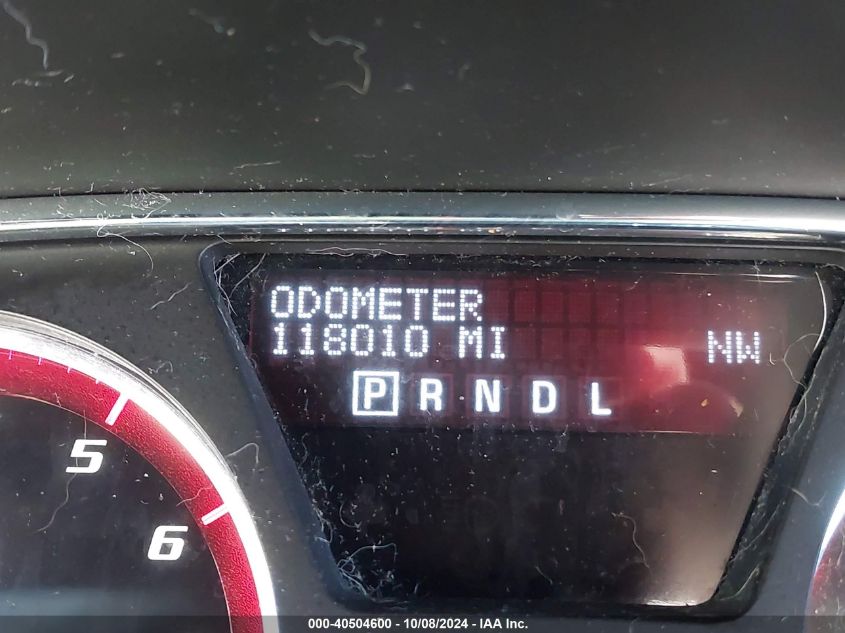 ODOMETER
118010 MI NW
P R N D L
5
6
000-40504600 - 10/08/2024 - IAA Inc.